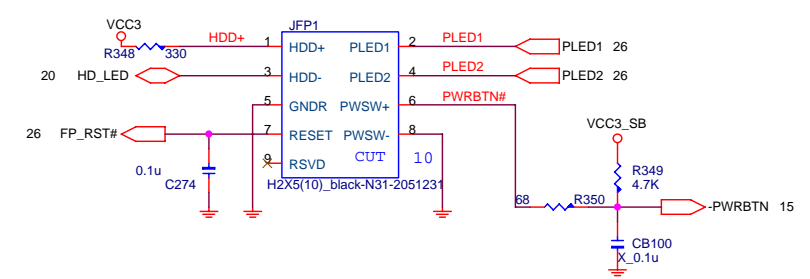 VCC3
JFP1
HDD+
R348
330
1
HDD+
PLED1
2
PLED1
PLED1 26
20 HD_LED
3
HDD-
PLED2
4
PLED2
PLED2 26
5
GNDR
PWSW+
6
PWRBTN#
26 FP_RST#
7
RESET
PWSW-
8
VCC3_SB
9
RSVD
CUT 10
0.1u
C274
H2X5(10)_black-N31-2051231
R349
4.7K
68
R350
-PWRBTN 15
CB100
X_0.1u